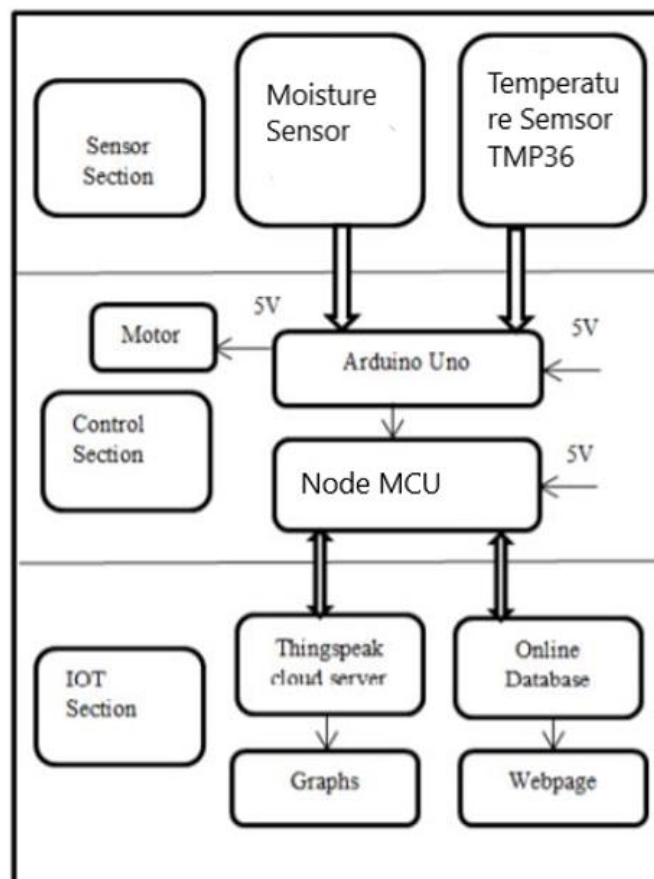 Moisture
Sensor
Temperatu
re Semsor
TMP36
Sensor
Section
5V
Motor
5V
Arduino Uno
Control
Section
5V
Node MCU
Thingspeak
cloud server
Online
Database
IOT
Section
Graphs
Webpage